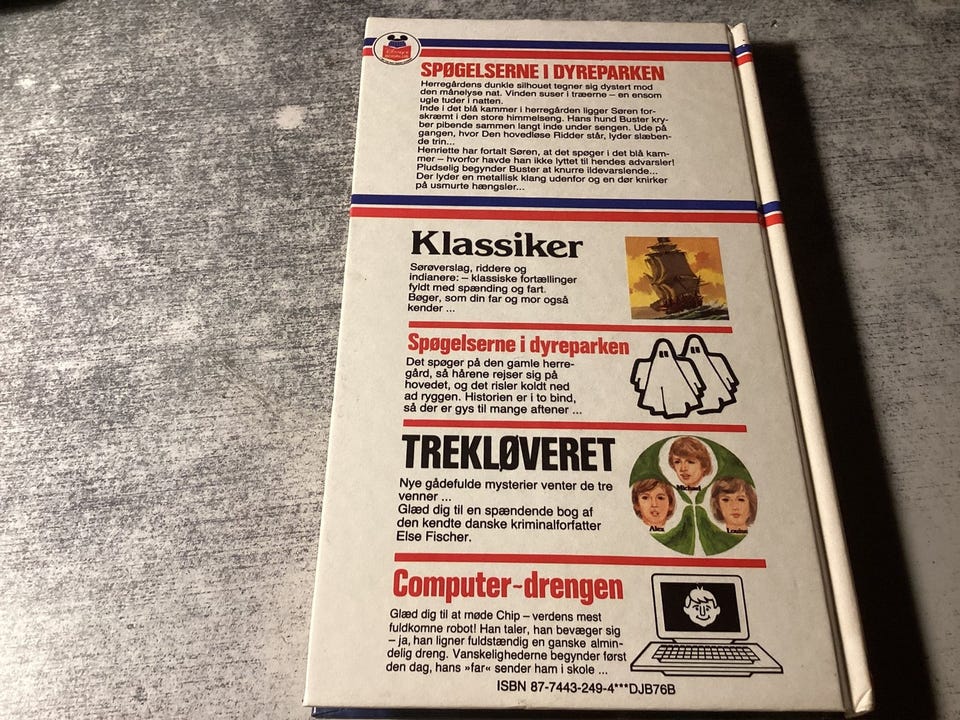 SPØGELSERNE I DYREPARKEN
Herregårdens dunkle silhouet tegner sig dystert mod
den månelyse nat. Vinden suser i træerne – en ensom
ugle tuder i natten.
Inde i det blå kammer i herregården ligger Søren for-
skræmt i den store himmelseng. Hans hund Buster kry-
ber pibende sammen langt inde under sengen. Ude på
gangen, hvor Den hovedløse Ridder står, lyder slæben-
de trin...
Henriette har fortalt Søren, at det spøger i det blå kam-
mer – hvorfor havde han ikke lyttet til hendes advarsler!
Pludselig begynder Buster at knurre ildevarslende...
Der lyder en metallisk klang udenfor og en dør knirker
på usmurte hængsler...
Klassiker
Sørøverslag, riddere og
indianere: – klassiske fortællinger
fyldt med spænding og fart.
Bøger, som din far og mor også
kender ...
Spøgelserne i dyreparken
Det spøger på den gamle herre-
gård, så hårene rejser sig på
hovedet, og det risler koldt ned
ad ryggen. Historien er i to bind,
så der er gys til mange aftener ...
TREKLØVERET
Nye gådefulde mysterier venter de tre
venner ...
Glæd dig til en spændende bog af
den kendte danske kriminalforfatter
Else Fischer.
Michael
Alex
Louise
Computer-drengen
Glæd dig til at møde Chip – verdens mest
fuldkomne robot! Han taler, han bevæger sig
– ja, han ligner fuldstændig en ganske almin-
delig dreng. Vanskelighederne begynder først
den dag, hans »far« sender ham i skole ...
ISBN 87-7443-249-4***DJB76B